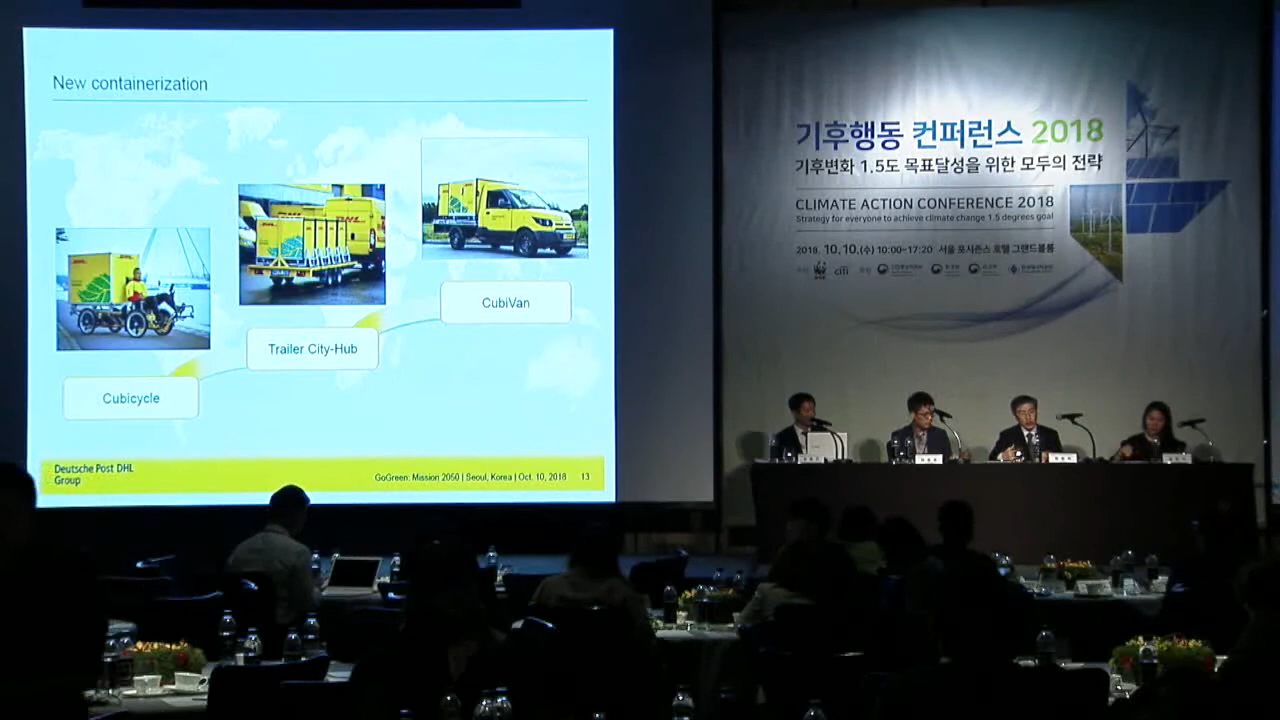 New containerization
Cubicycle
Trailer City-Hub
CubiVan
Deutsche Post DHL
Group
GoGreen: Mission 2050 | Seoul, Korea | Oct. 10, 2018
13
기후행동 컨퍼런스 2018
기후변화 1.5도 목표달성을 위한 모두의 전략
CLIMATE ACTION CONFERENCE 2018
Strategy for everyone to achieve climate change 1.5 degrees goal
2018. 10. 10.(수) 10:00~17:20 서울 포시즌스 호텔 그랜드볼룸
WWF citi